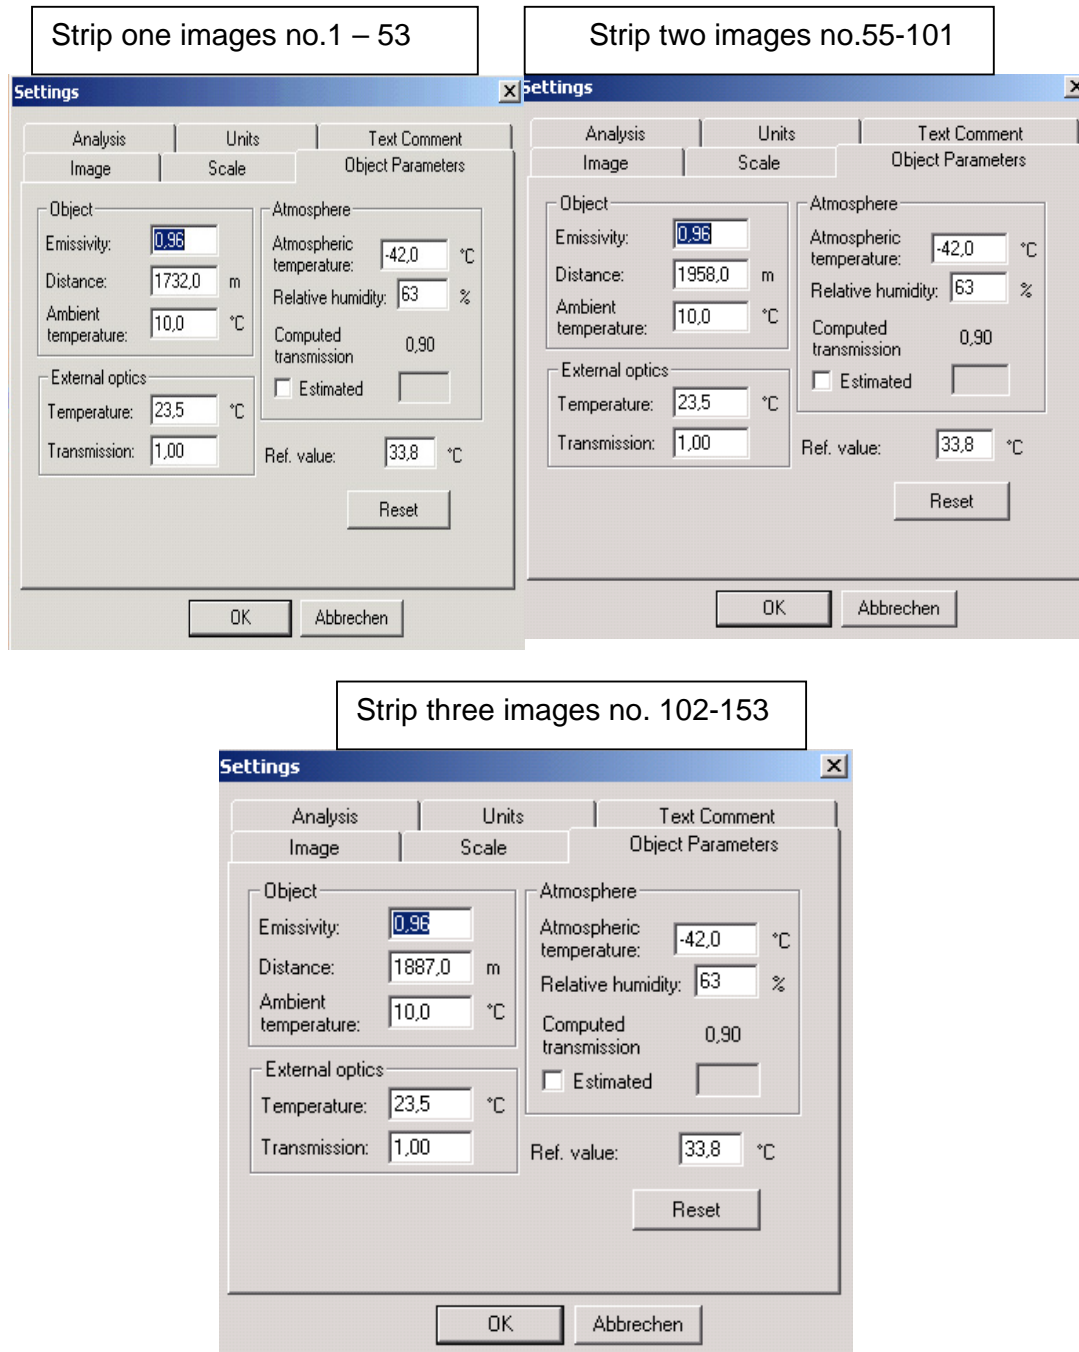 Strip one images no.1 – 53
Settings
Analysis Units Text Comment
Image Scale Object Parameters
Object
Emissivity: 0,96
Distance: 1732,0 m
Ambient
temperature: 10,0 °C
External optics
Temperature: 23,5 °C
Transmission: 1,00
Atmosphere
Atmospheric
temperature: -42,0 °C
Relative humidity: 63 %
Computed
transmission 0,90
Estimated
Ref. value: 33,8 °C
Reset
OK Abbrechen
Strip two images no.55-101
Settings
Analysis Units Text Comment
Image Scale Object Parameters
Object
Emissivity: 0,96
Distance: 1958,0 m
Ambient
temperature: 10,0 °C
External optics
Temperature: 23,5 °C
Transmission: 1,00
Atmosphere
Atmospheric
temperature: -42,0 °C
Relative humidity: 63 %
Computed
transmission 0,90
Estimated
Ref. value: 33,8 °C
Reset
OK Abbrechen
Strip three images no. 102-153
Settings
Analysis Units Text Comment
Image Scale Object Parameters
Object
Emissivity: 0,96
Distance: 1887,0 m
Ambient
temperature: 10,0 °C
External optics
Temperature: 23,5 °C
Transmission: 1,00
Atmosphere
Atmospheric
temperature: -42,0 °C
Relative humidity: 63 %
Computed
transmission 0,90
Estimated
Ref. value: 33,8 °C
Reset
OK Abbrechen